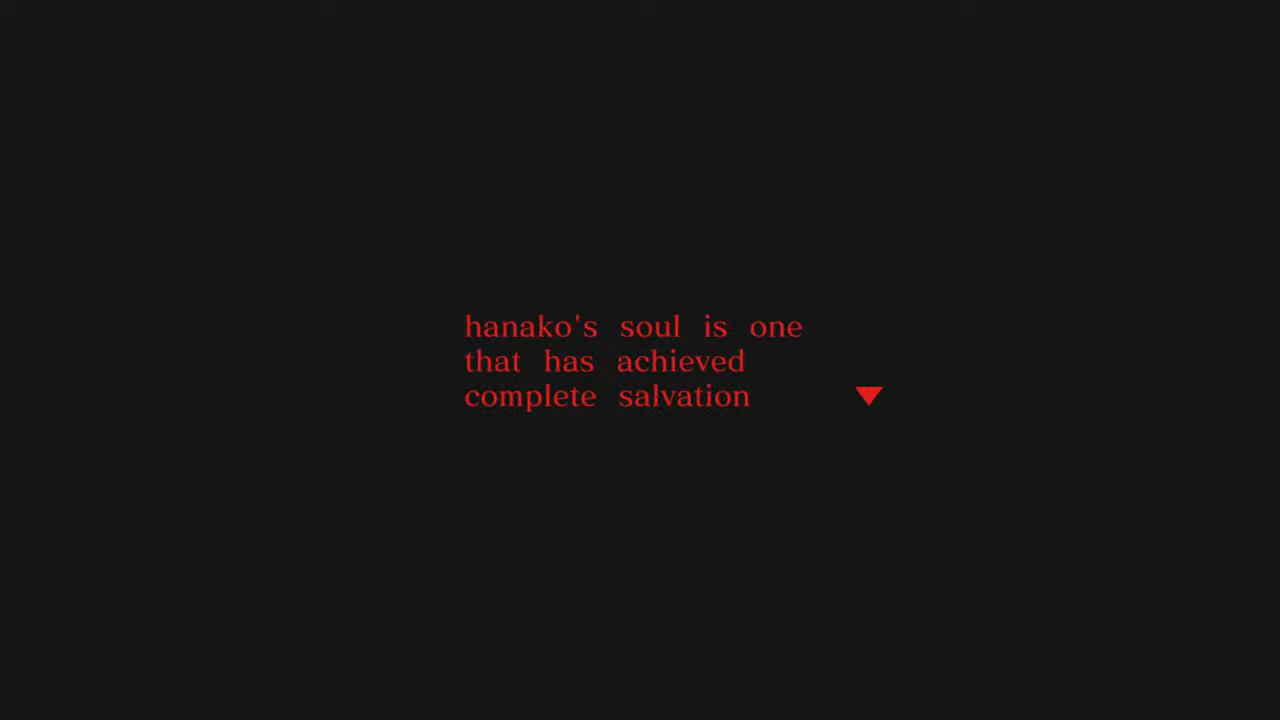 hanako's soul is one
that has achieved
complete salvation